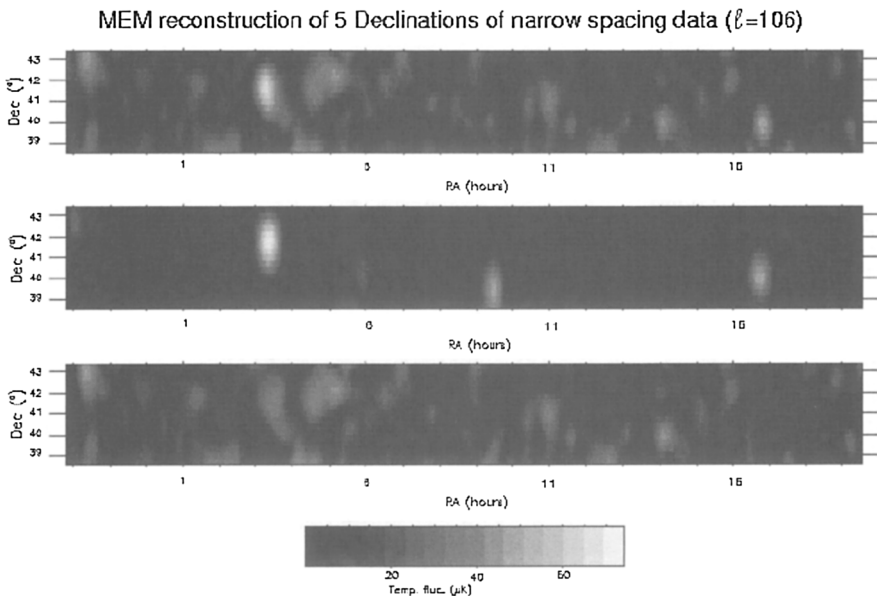 MEM reconstruction of 5 Declinations of narrow spacing data (ℓ=106)
Dec (°)
43
42
41
40
39
1 6 11 16
RA (hours)
Dec (°)
43
42
41
40
39
1 6 11 16
RA (hours)
Dec (°)
43
42
41
40
39
1 6 11 16
RA (hours)
20 40 60
Temp. fluc. (μK)